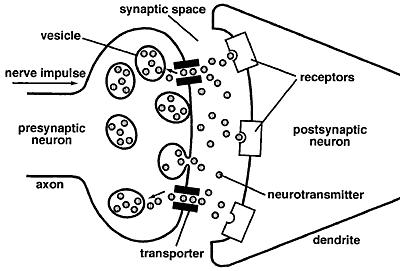 synaptic space
vesicle
nerve impulse
receptors
presynaptic
neuron
postsynaptic
neuron
axon
neurotransmitter
dendrite
transporter